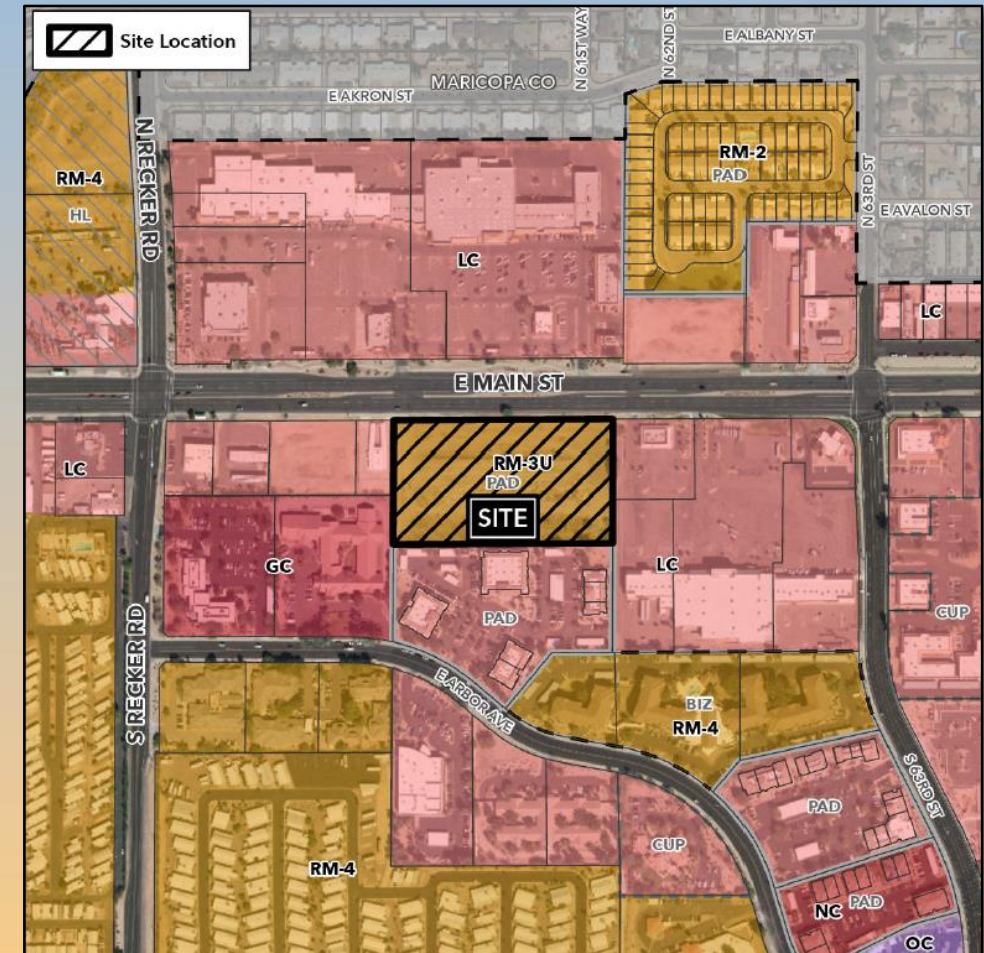 Site Location
E ALBANY ST
N 61ST WAY
N 62ND ST
MARICOPA CO
E AKRON ST
N RECKER RD
RM-4
HL
RM-2
PAD
N 63RD ST
E AVALON ST
LC
LC
E MAIN ST
LC
RM-3U
PAD
SITE
GC
LC
PAD
CUP
S RECKER RD
E ARBOR AVE
BIZ
RM-4
S 63RD ST
PAD
CUP
RM-4
NC PAD
OC